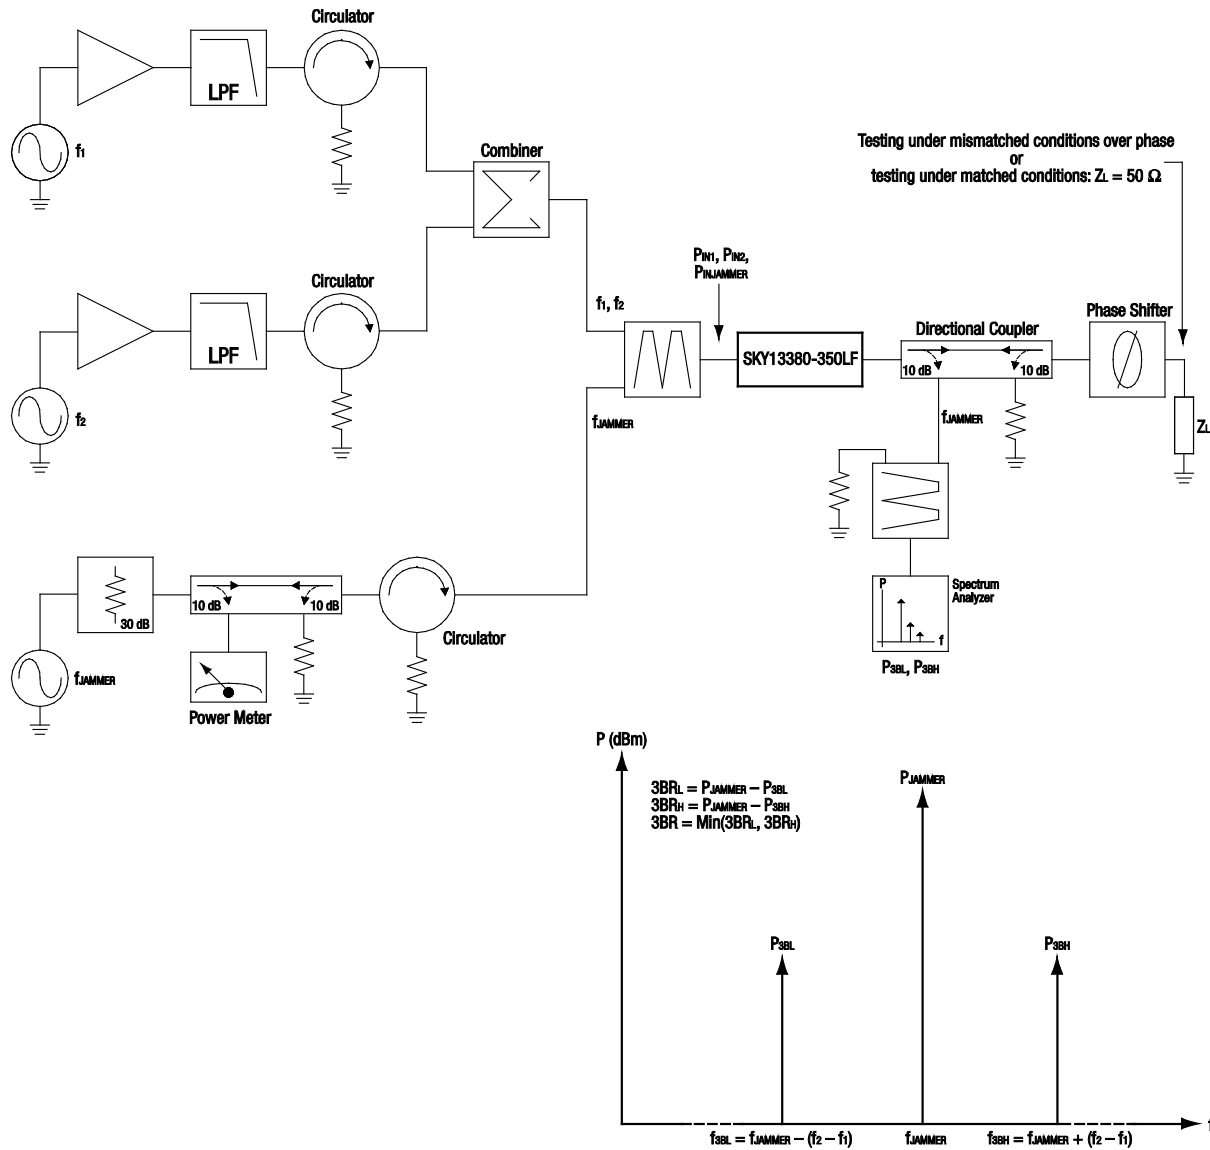 Circulator
LPF
f1
Combiner
Testing under mismatched conditions over phase
or
testing under matched conditions: ZL = 50 Ω
Circulator
LPF
f2
PIN1, PIN2,
PINJAMMER
f1, f2
SKY13380-350LF
Directional Coupler
10 dB
10 dB
Phase Shifter
ZL
fJAMMER
fJAMMER
30 dB
10 dB
10 dB
Circulator
fJAMMER
Power Meter
P
f
Spectrum
Analyzer
P3BL, P3BH
P (dBm)
3BRL = PJAMMER – P3BL
3BRH = PJAMMER – P3BH
3BR = Min(3BRL, 3BRH)
PJAMMER
P3BL
P3BH
f3BL = fJAMMER – (f2 – f1)
fJAMMER
f3BH = fJAMMER + (f2 – f1)
f